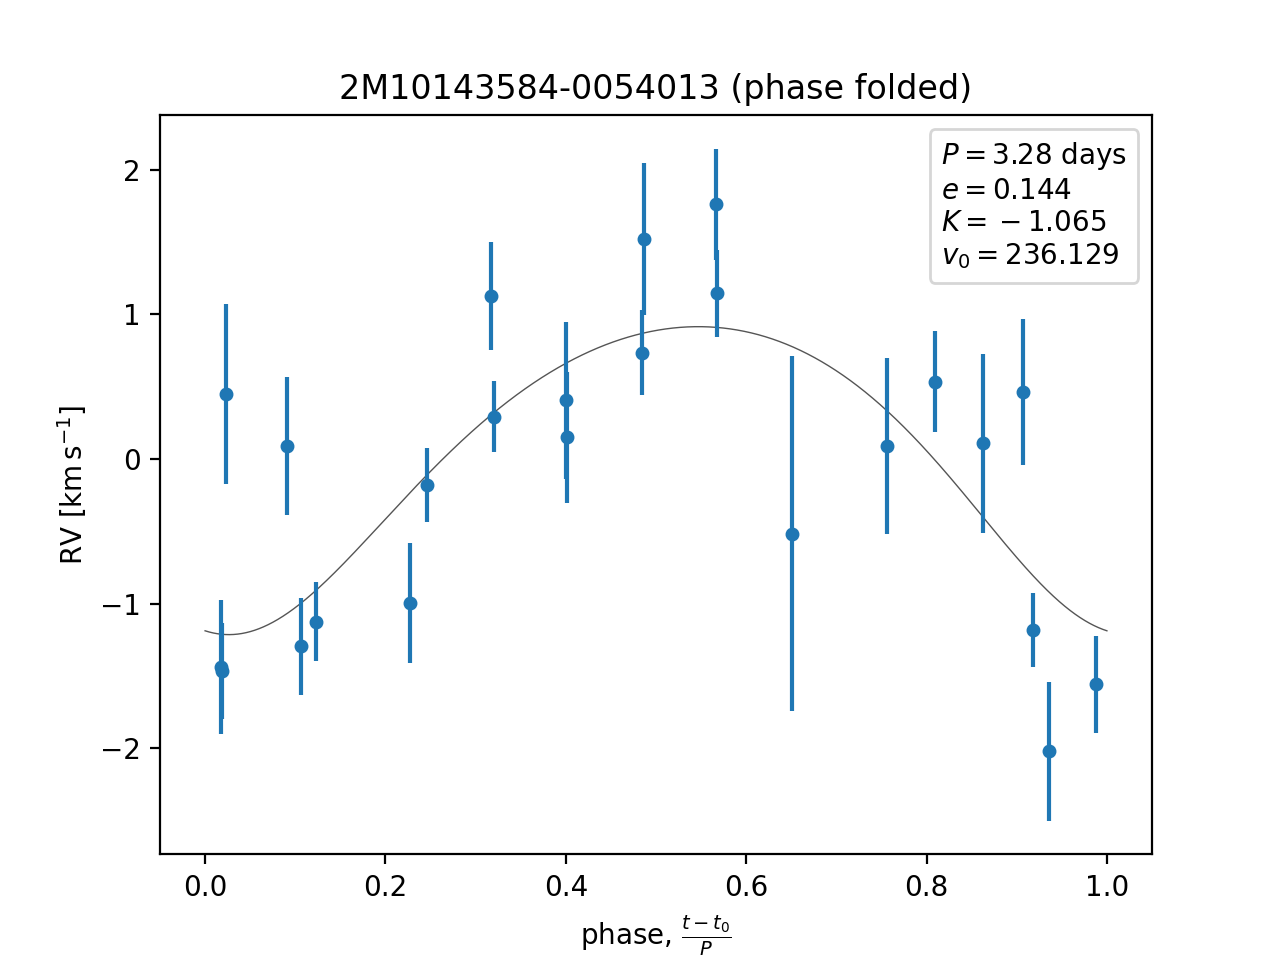 2M10143584-0054013 (phase folded)
P = 3.28 days
e = 0.144
K = −1.065
v₀ = 236.129
2
1
0
−1
−2
RV [km s⁻¹]
0.0 0.2 0.4 0.6 0.8 1.0
phase, (t − t₀)/P